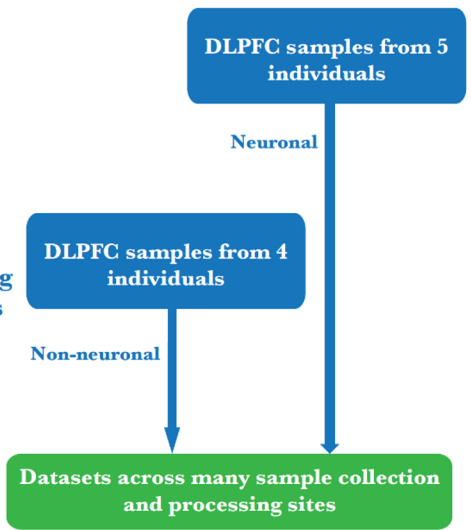 DLPFC samples from 5
individuals
Neuronal
DLPFC samples from 4
individuals
Non-neuronal
Datasets across many sample collection
and processing sites